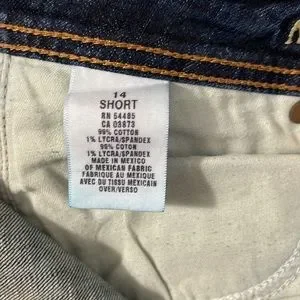 14
SHORT
RN 54485
CA 03873
99% COTTON
1% LYCRA/SPANDEX
99% COTON
1% LYCRA/SPANDEX
MADE IN MEXICO
OF MEXICAN FABRIC
FABRIQUE AU MEXIQUE
AVEC DU TISSU MEXICAIN
OVER/VERSO